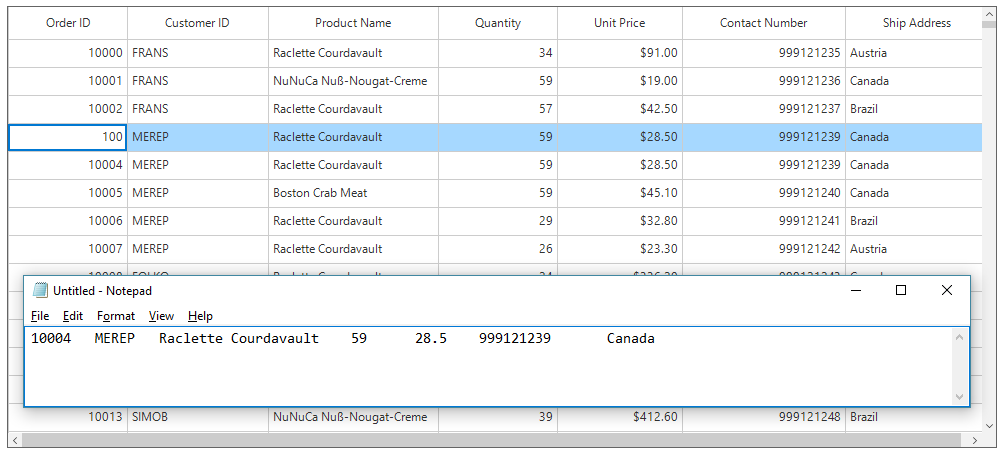 Order ID Customer ID Product Name Quantity Unit Price Contact Number Ship Address
10000 FRANS Raclette Courdavault 34 $91.00 999121235 Austria
10001 FRANS NuNuCa Nuß-Nougat-Creme 59 $19.00 999121236 Canada
10002 FRANS Raclette Courdavault 57 $42.50 999121237 Brazil
100 MEREP Raclette Courdavault 59 $28.50 999121239 Canada
10004 MEREP Raclette Courdavault 59 $28.50 999121239 Canada
10005 MEREP Boston Crab Meat 59 $45.10 999121240 Canada
10006 MEREP Raclette Courdavault 29 $32.80 999121241 Brazil
10007 MEREP Raclette Courdavault 26 $23.30 999121242 Austria
Untitled - Notepad
File Edit Format View Help
10004 MEREP Raclette Courdavault 59 28.5 999121239 Canada
10013 SIMOB NuNuCa Nuß-Nougat-Creme 39 $412.60 999121248 Brazil